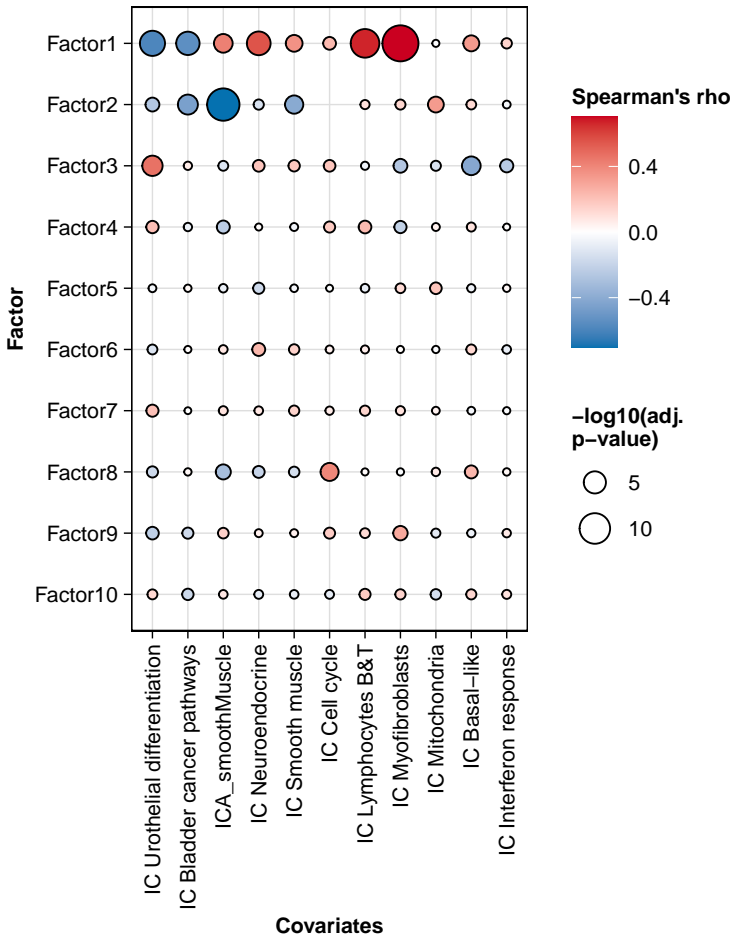 Factor1
Factor2
Factor3
Factor4
Factor5
Factor6
Factor7
Factor8
Factor9
Factor10
Factor
IC Urothelial differentiation
IC Bladder cancer pathways
ICA_smoothMuscle
IC Neuroendocrine
IC Smooth muscle
IC Cell cycle
IC Lymphocytes B&T
IC Myofibroblasts
IC Mitochondria
IC Basal−like
IC Interferon response
Covariates
Spearman's rho
0.4
0.0
−0.4
−log10(adj.
p−value)
5
10